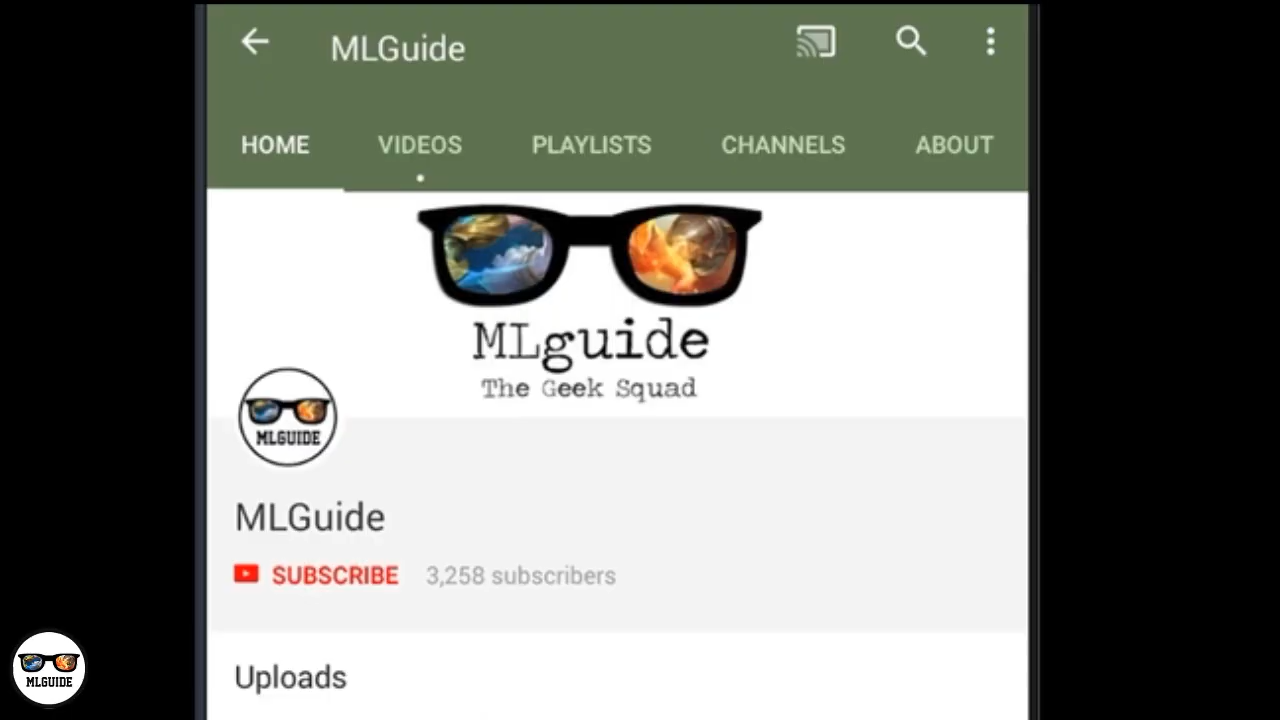 MLGuide
HOME VIDEOS PLAYLISTS CHANNELS ABOUT
MLguide
The Geek Squad
MLGUIDE
MLGuide
SUBSCRIBE 3,258 subscribers
MLGUIDE
Uploads